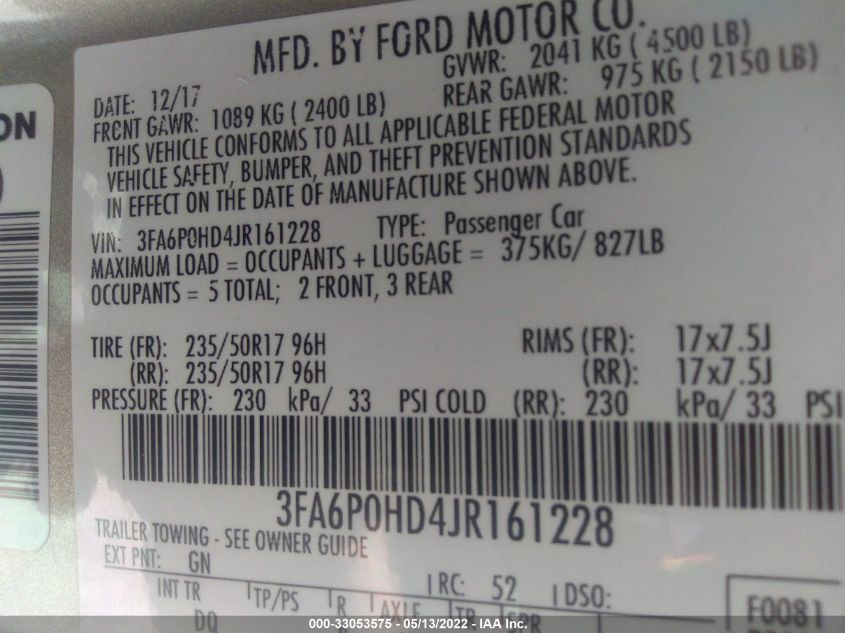 ON
MFD. BY FORD MOTOR CO.
DATE: 12/17 GVWR: 2041 KG ( 4500 LB)
FRONT GAWR: 1089 KG ( 2400 LB) REAR GAWR: 975 KG ( 2150 LB)
THIS VEHICLE CONFORMS TO ALL APPLICABLE FEDERAL MOTOR
VEHICLE SAFETY, BUMPER, AND THEFT PREVENTION STANDARDS
IN EFFECT ON THE DATE OF MANUFACTURE SHOWN ABOVE.
VIN: 3FA6P0HD4JR161228 TYPE: Passenger Car
MAXIMUM LOAD = OCCUPANTS + LUGGAGE = 375KG/ 827LB
OCCUPANTS = 5 TOTAL; 2 FRONT, 3 REAR
TIRE (FR): 235/50R17 96H RIMS (FR): 17x7.5J
(RR): 235/50R17 96H (RR): 17x7.5J
PRESSURE (FR): 230 kPa/ 33 PSI COLD (RR): 230 kPa/ 33 PSI
3FA6P0HD4JR161228
TRAILER TOWING - SEE OWNER GUIDE
EXT PNT: GN RC: 52 DSO:
INT TR TP/PS R AXLE TR SPR F0081
DQ
000-33053575 - 05/13/2022 - IAA Inc.